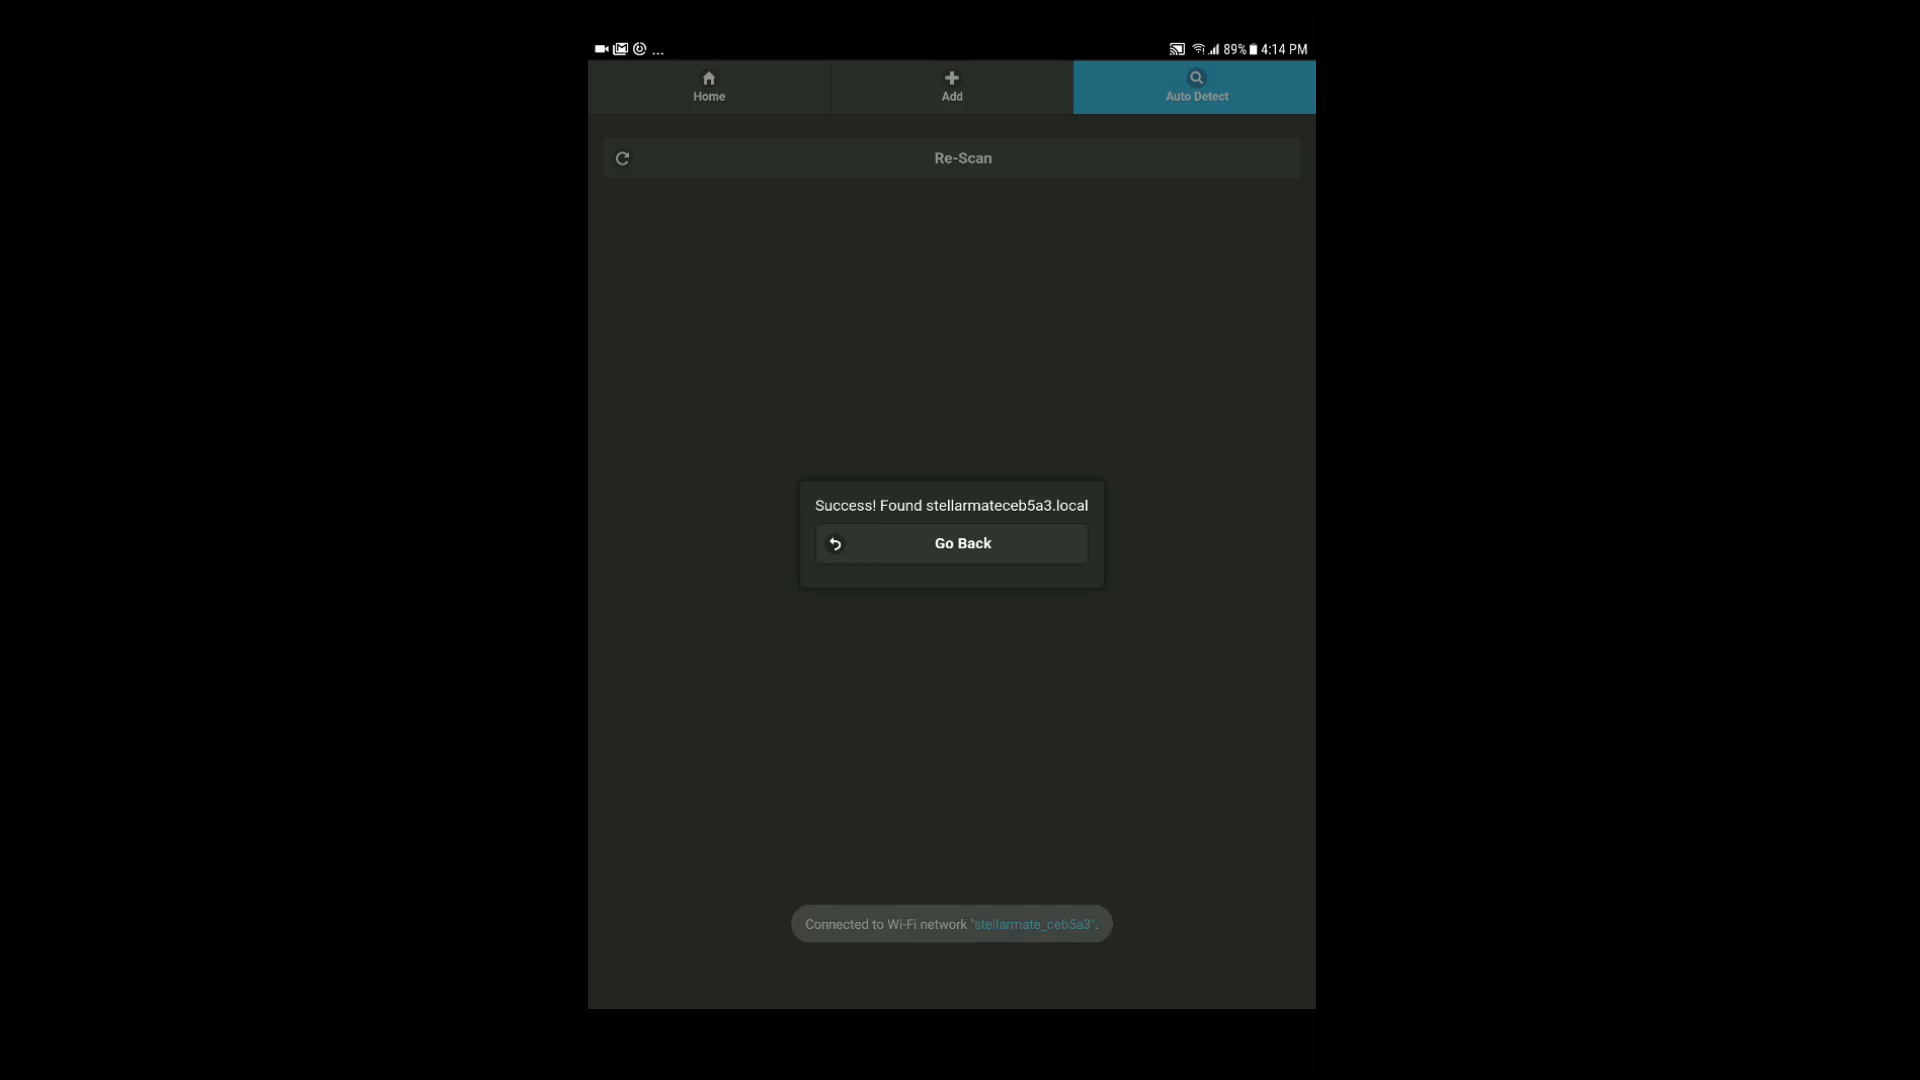 ... 89% 4:14 PM
Home Add Auto Detect
Re-Scan
Success! Found stellarmateceb5a3.local
Go Back
Connected to Wi-Fi network "stellarmate_ceb5a3".